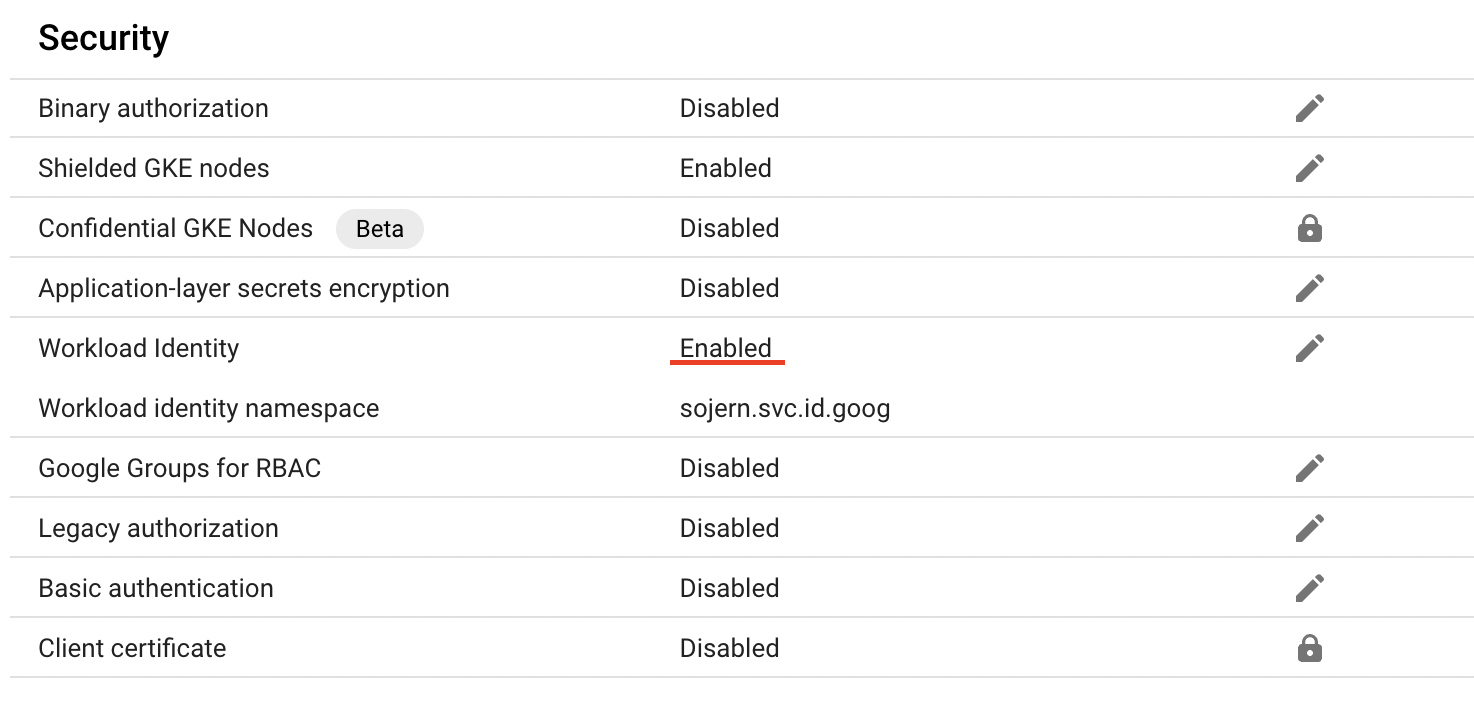 Security
Binary authorization Disabled
Shielded GKE nodes Enabled
Confidential GKE Nodes Beta Disabled
Application-layer secrets encryption Disabled
Workload Identity Enabled
Workload identity namespace sojern.svc.id.goog
Google Groups for RBAC Disabled
Legacy authorization Disabled
Basic authentication Disabled
Client certificate Disabled